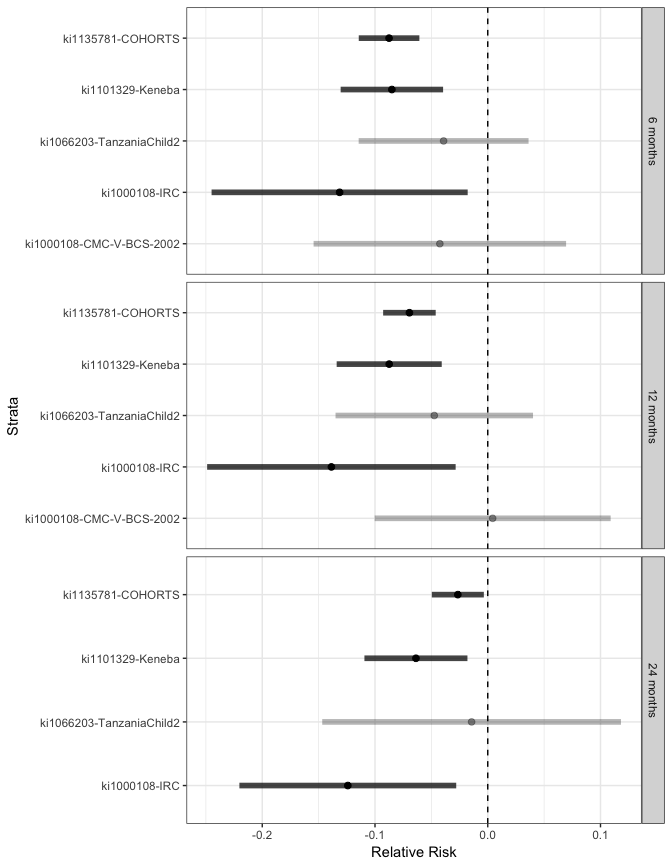 ki1135781-COHORTS
ki1101329-Keneba
ki1066203-TanzaniaChild2
ki1000108-IRC
ki1000108-CMC-V-BCS-2002
6 months
ki1135781-COHORTS
ki1101329-Keneba
ki1066203-TanzaniaChild2
ki1000108-IRC
ki1000108-CMC-V-BCS-2002
12 months
ki1135781-COHORTS
ki1101329-Keneba
ki1066203-TanzaniaChild2
ki1000108-IRC
24 months
Strata
-0.2 -0.1 0.0 0.1
Relative Risk